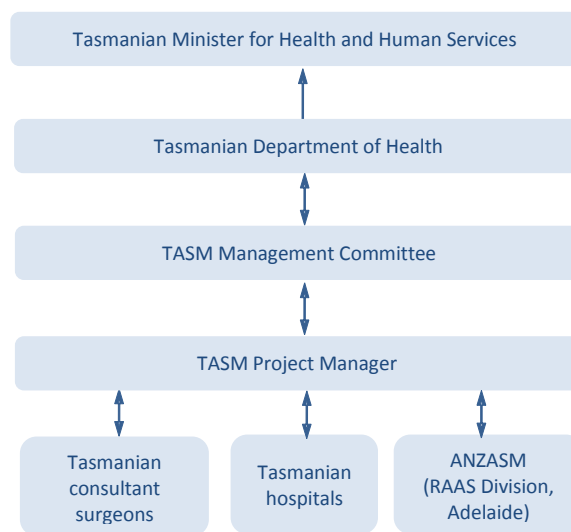 Tasmanian Minister for Health and Human Services
Tasmanian Department of Health
TASM Management Committee
TASM Project Manager
Tasmanian
consultant
surgeons
Tasmanian
hospitals
ANZASM
(RAAS Division,
Adelaide)